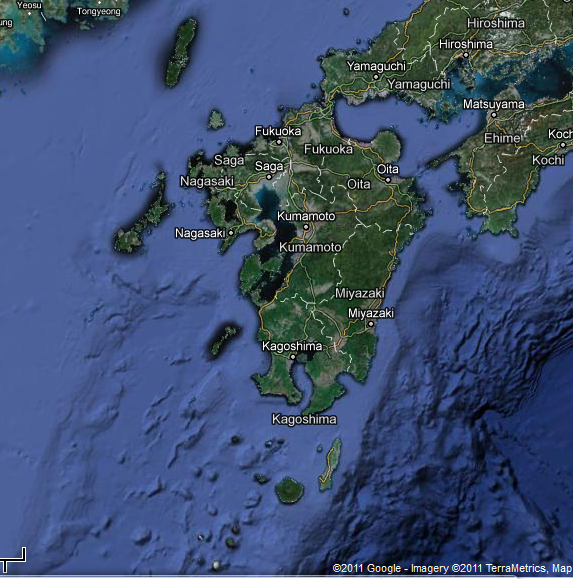 Yeosu
Tongyeong
Hiroshima
Hiroshima
Yamaguchi
Yamaguchi
Matsuyama
Ehime
Kochi
Fukuoka
Fukuoka
Saga
Saga
Nagasaki
Oita
Oita
Kumamoto
Nagasaki
Kumamoto
Miyazaki
Miyazaki
Kagoshima
Kagoshima
©2011 Google - Imagery ©2011 TerraMetrics, Map